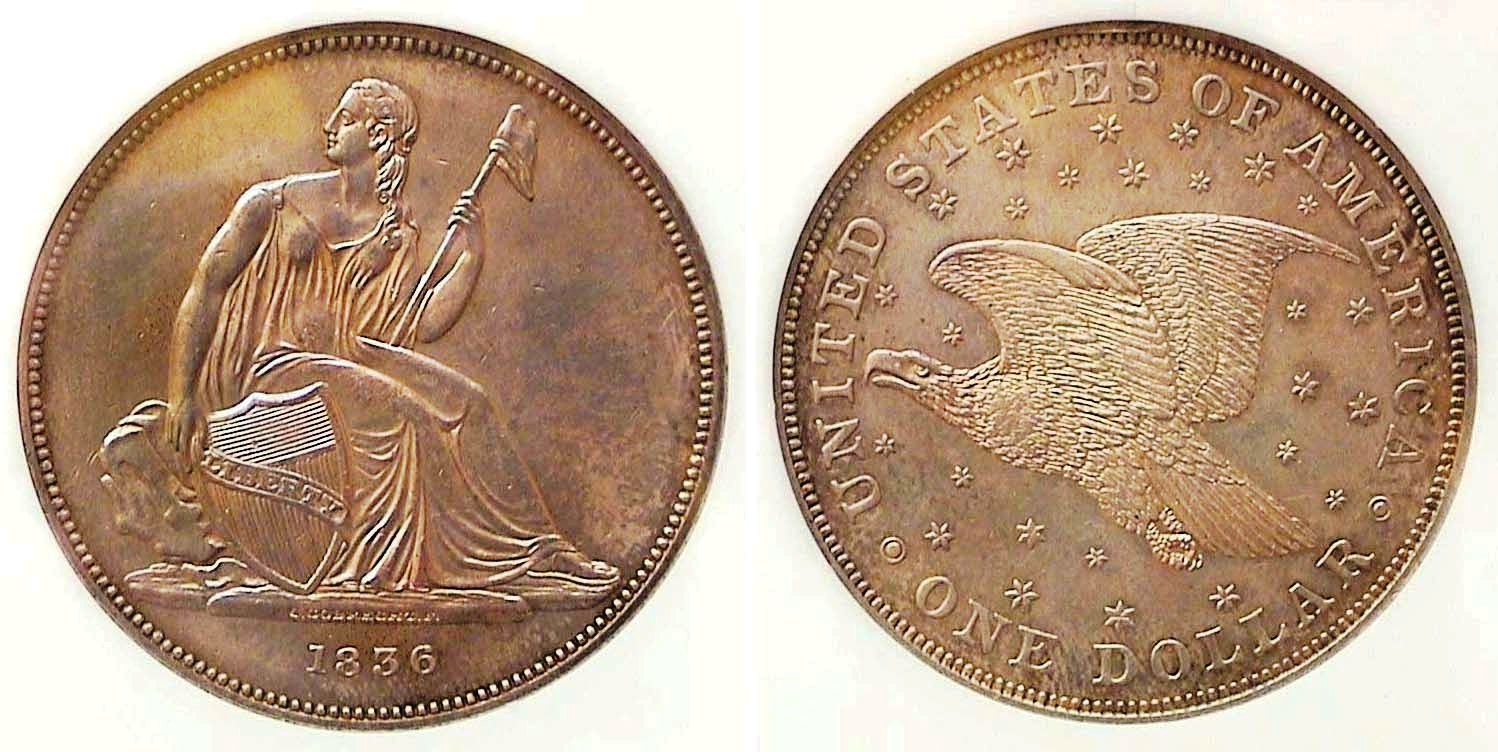 LIBERTY
C. GOBRECHT. F.
1836
UNITED STATES OF AMERICA
ONE DOLLAR